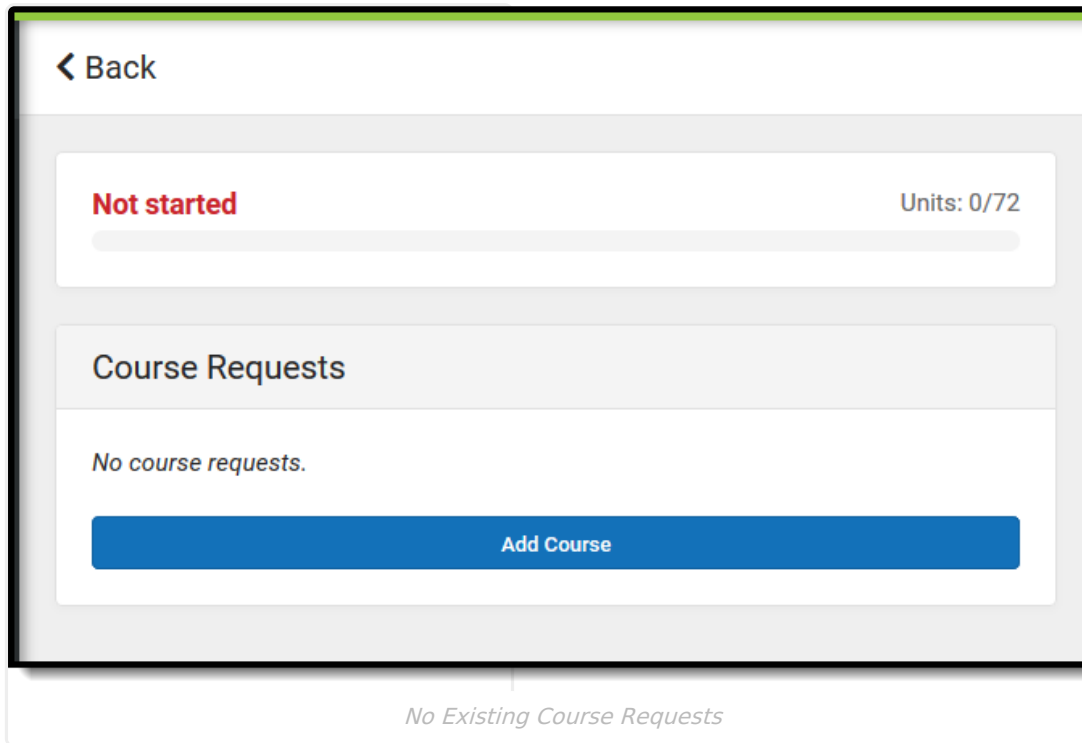 Back
Not started
Units: 0/72
Course Requests
No course requests.
Add Course
No Existing Course Requests